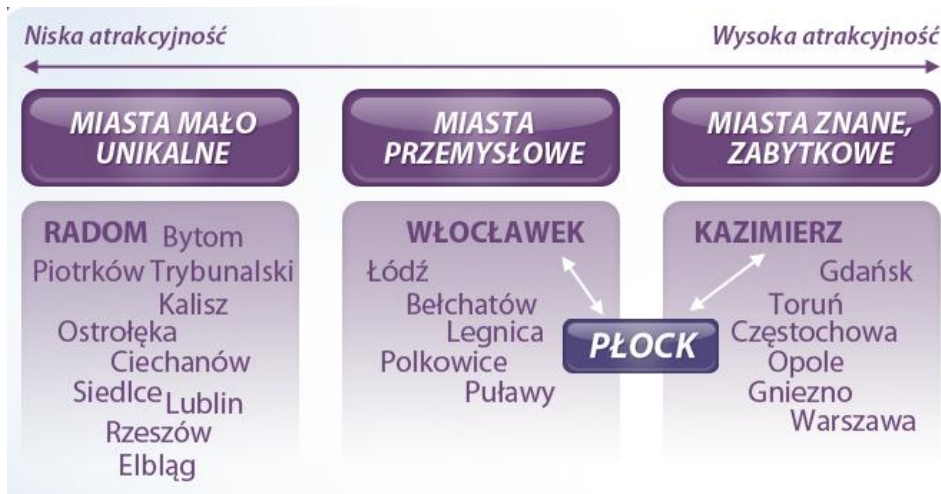 Niska atrakcyjność
Wysoka atrakcyjność
MIASTA MAŁO
UNIKALNE
RADOM Bytom
Piotrków Trybunalski
Kalisz
Ostrołęka
Ciechanów
Siedlce Lublin
Rzeszów
Elbląg
MIASTA
PRZEMYSŁOWE
WŁOCŁAWEK
Łódź
Bełchatów
Legnica
Polkowice
Puławy
PŁOCK
MIASTA ZNANE,
ZABYTKOWE
KAZIMIERZ
Gdańsk
Toruń
Częstochowa
Opole
Gniezno
Warszawa